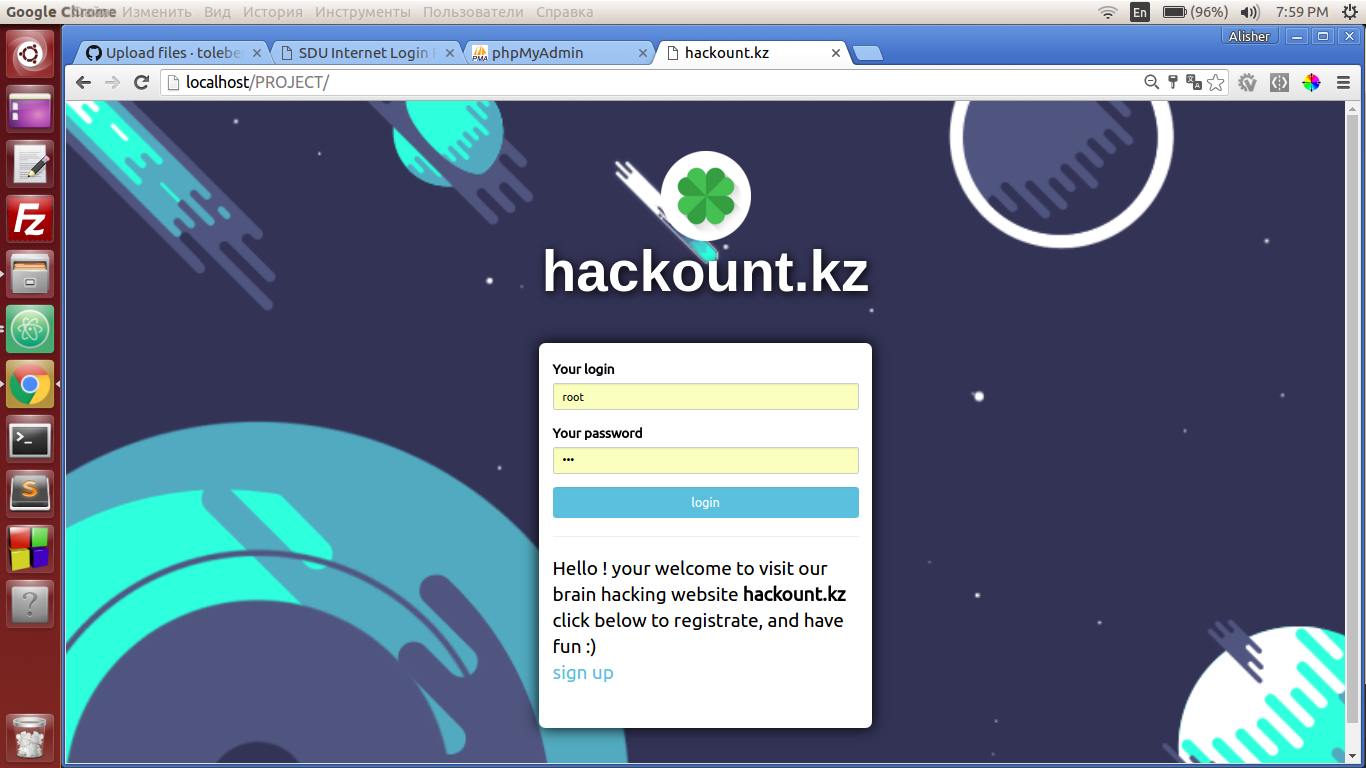 Google Chrome Изменить Вид История Инструменты Пользователи Справка
En (96%) 7:59 PM
Alisher
Upload files · tolebe
SDU Internet Login
phpMyAdmin
hackount.kz
localhost/PROJECT/
Fz
hackount.kz
Your login
root
Your password
•••
login
Hello ! your welcome to visit our
brain hacking website hackount.kz
click below to registrate, and have
fun :)
sign up